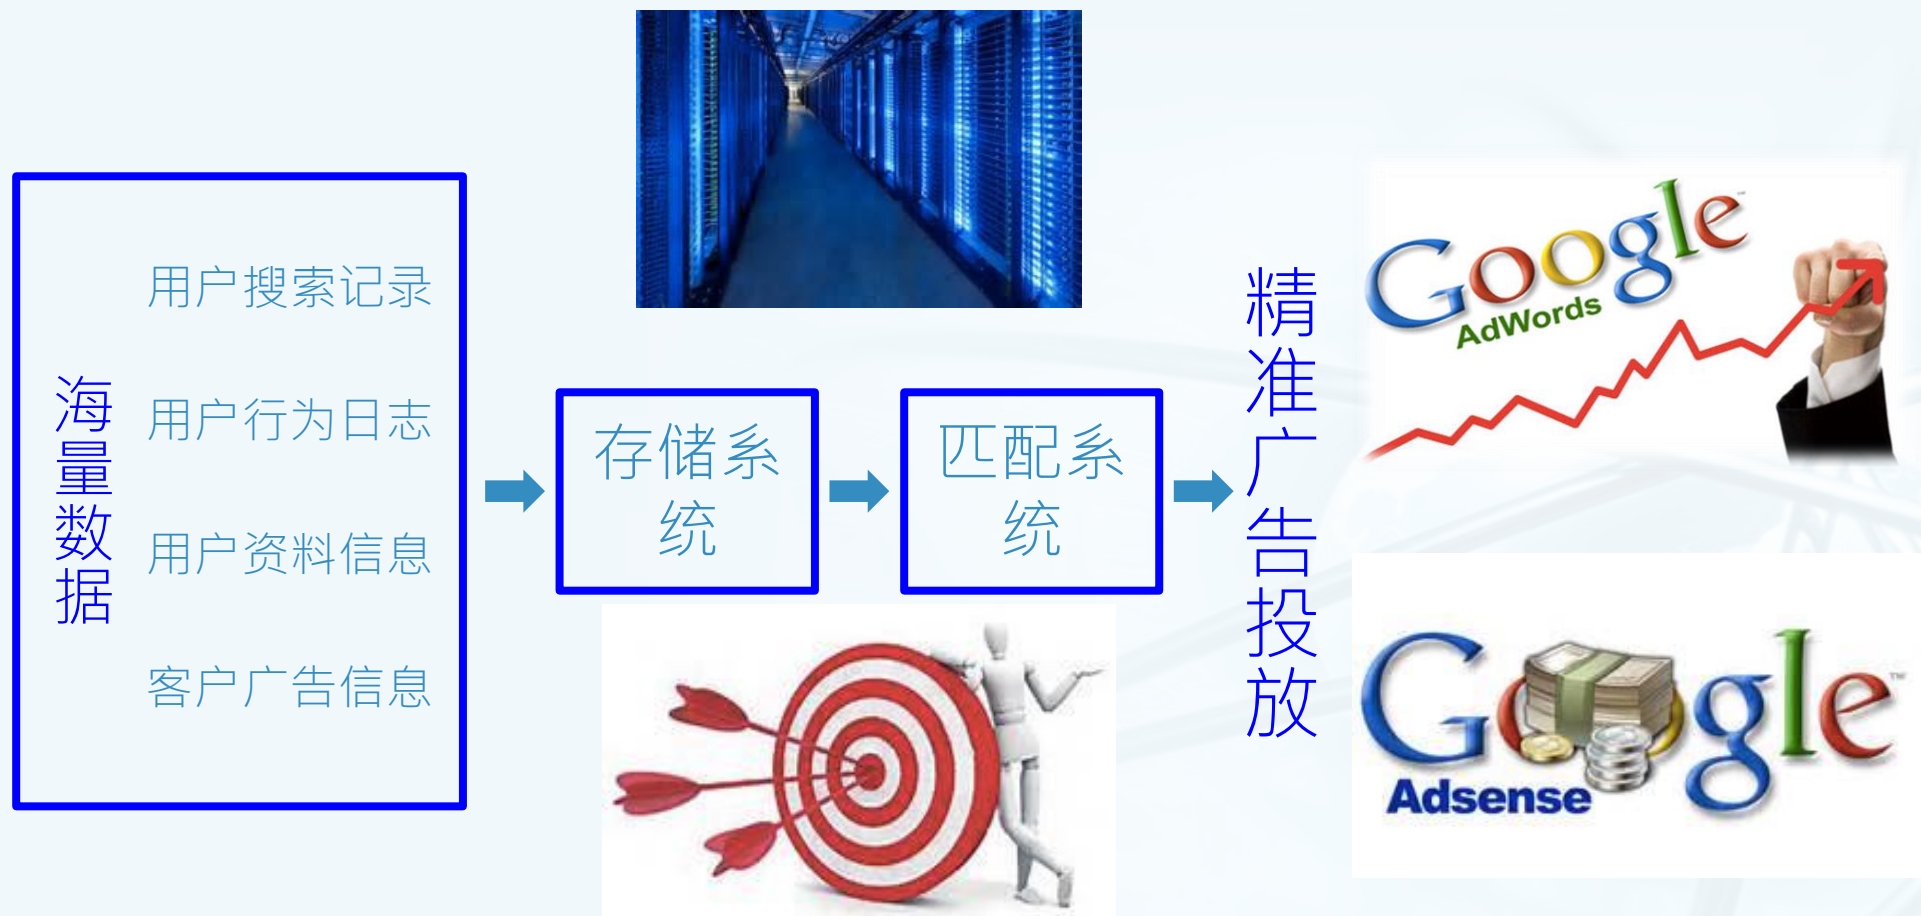 海量数据
用户搜索记录
用户行为日志
用户资料信息
客户广告信息
存储系
统
匹配系
统
精准广告投放
Google
AdWords
Google™
Adsense